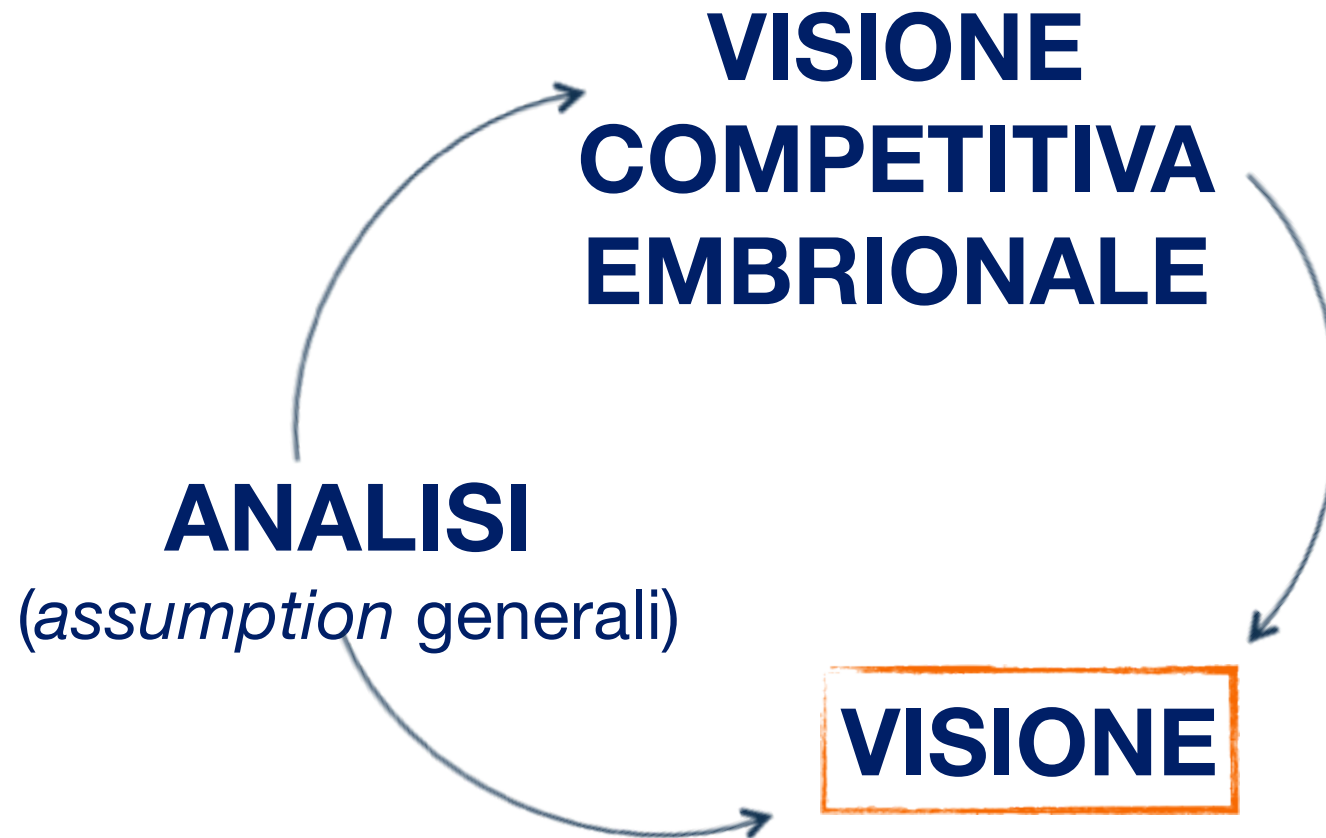 VISIONE
COMPETITIVA
EMBRIONALE
ANALISI
(assumption generali)
VISIONE